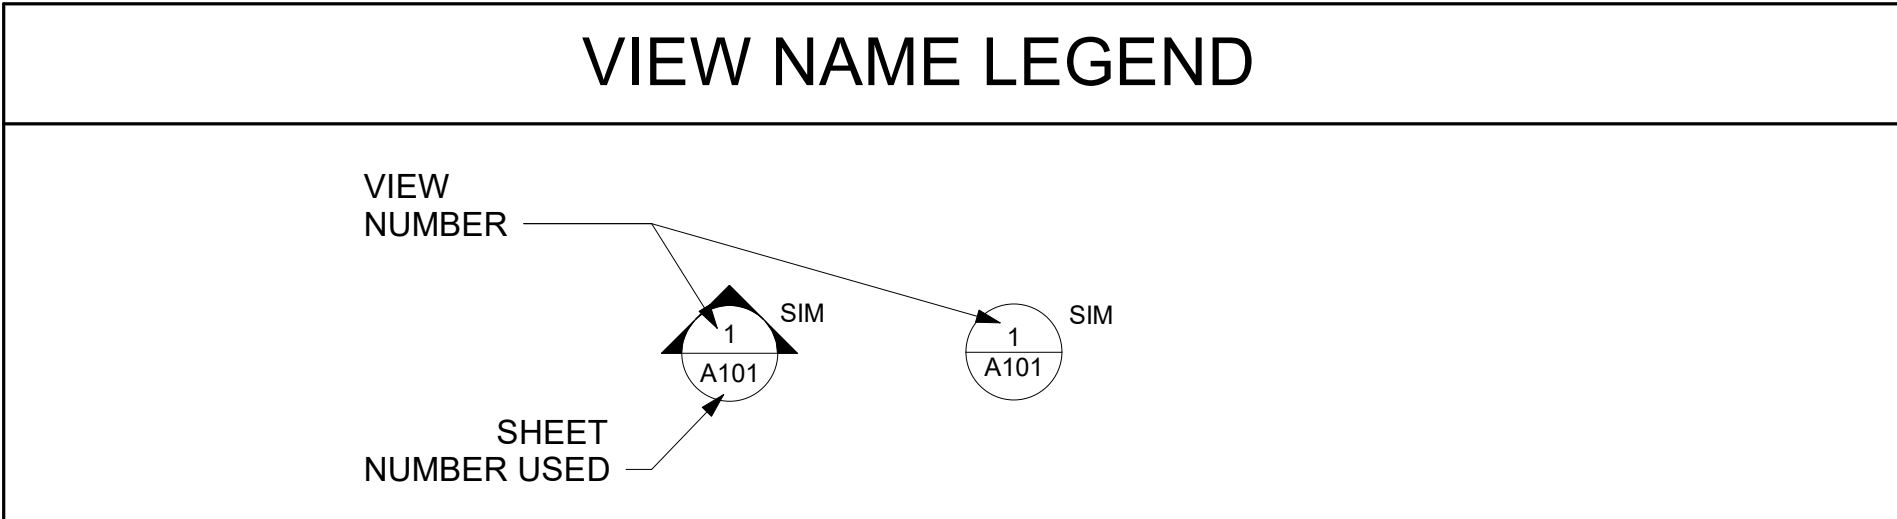 VIEW NAME LEGEND
VIEW
NUMBER
SIM
1
A101
SIM
1
A101
SHEET
NUMBER USED